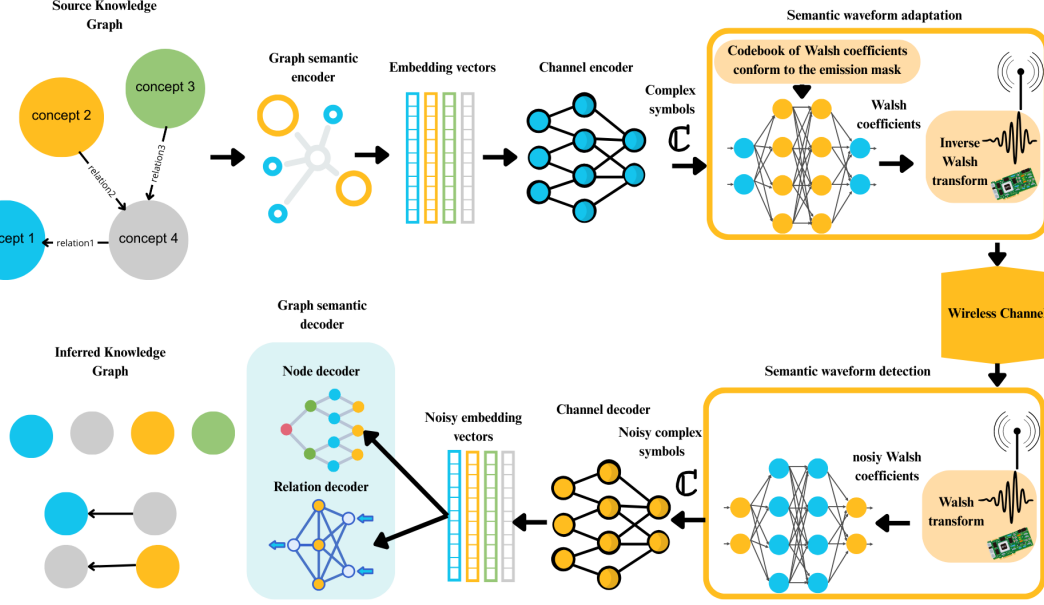 Source Knowledge
Graph
concept 3
concept 2
relation3
relation2
cept 1
relation1
concept 4
Graph semantic
encoder
Embedding vectors
Channel encoder
Complex
symbols
ℂ
Semantic waveform adaptation
Codebook of Walsh coefficients
conform to the emission mask
Walsh
coefficients
Inverse
Walsh
transform
Wireless Channe
Semantic waveform detection
nosiy Walsh
coefficients
Walsh
transform
Channel decoder
Noisy complex
symbols
ℂ
Noisy embedding
vectors
Graph semantic
decoder
Node decoder
Relation decoder
Inferred Knowledge
Graph